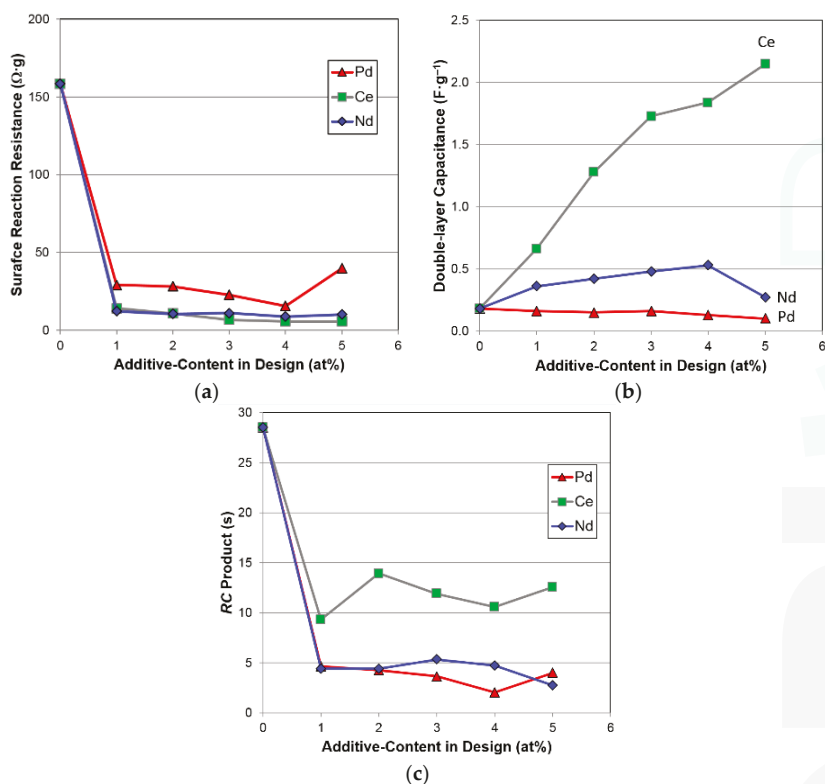 200
150
100
50
0
0 1 2 3 4 5 6
Surafce Reaction Resistance (Ω·g)
Additive-Content in Design (at%)
Pd
Ce
Nd
(a)
2.5
2.0
1.5
1.0
0.5
0.0
0 1 2 3 4 5 6
Double-layer Capacitance (F·g⁻¹)
Additive-Content in Design (at%)
Ce
Nd
Pd
(b)
30
25
20
15
10
5
0
0 1 2 3 4 5 6
RC Product (s)
Additive-Content in Design (at%)
Pd
Ce
Nd
(c)